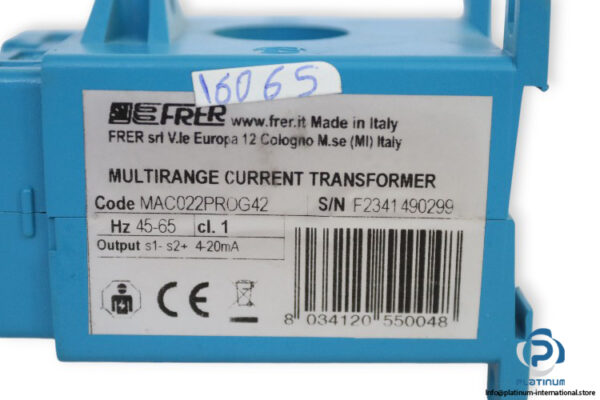 16065
FRER www.frer.it Made in Italy
FRER srl V.le Europa 12 Cologno M.se (MI) Italy
MULTIRANGE CURRENT TRANSFORMER
Code MAC022PROG42 S/N F2341490299
Hz 45-65 cl. 1
Output s1- s2+ 4-20mA
CE
8 034120 550048
PLATINUM
info@platinum-international.store